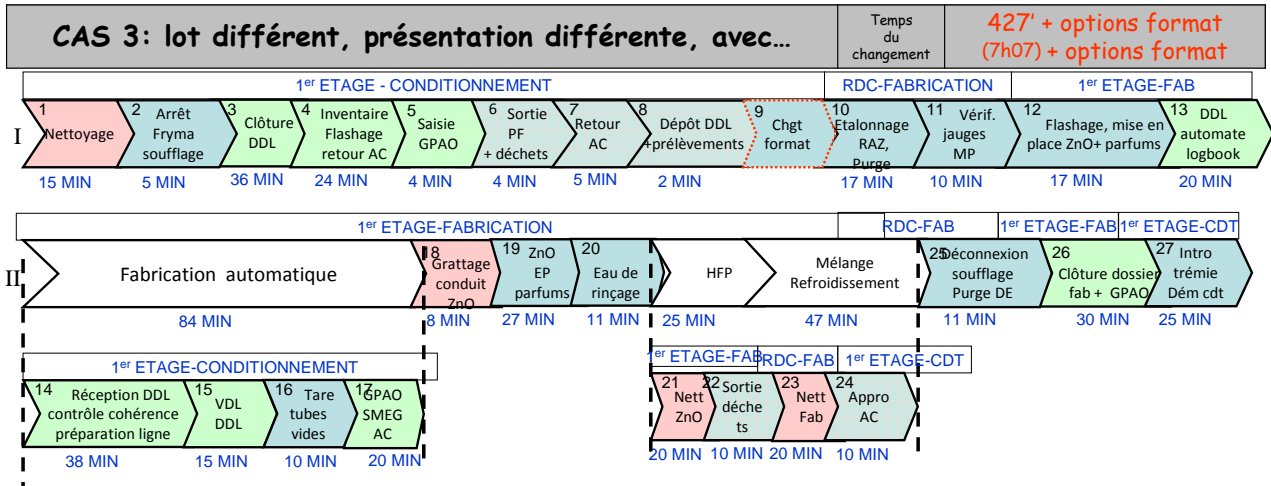 CAS 3: lot différent, présentation différente, avec…
Temps
du
changement
427' + options format
(7h07) + options format
1er ETAGE - CONDITIONNEMENT
RDC-FABRICATION
1er ETAGE-FAB
I
1
Nettoyage
15 MIN
2
Arrêt
Fryma
soufflage
5 MIN
3
Clôture
DDL
36 MIN
4
Inventaire
Flashage
retour AC
24 MIN
5
Saisie
GPAO
4 MIN
6
Sortie
PF
+ déchets
4 MIN
7
Retour
AC
5 MIN
8
Dépôt DDL
+prélèvements
2 MIN
9
Chgt
format
10
Etalonnage
RAZ,
Purge
17 MIN
11
Vérif.
jauges
MP
10 MIN
12
Flashage, mise en
place ZnO+ parfums
17 MIN
13
DDL
automate
logbook
20 MIN
1er ETAGE-FABRICATION
RDC-FAB
1er ETAGE-FAB
1er ETAGE-CDT
II
Fabrication automatique
84 MIN
18
Grattage
conduit
ZnO
8 MIN
19
ZnO
EP
parfums
27 MIN
20
Eau de
rinçage
11 MIN
HFP
25 MIN
Mélange
Refroidissement
47 MIN
25
Déconnexion
soufflage
Purge DE
11 MIN
26
Clôture dossier
fab + GPAO
30 MIN
27
Intro
trémie
Dém cdt
25 MIN
1er ETAGE-CONDITIONNEMENT
14
Réception DDL
contrôle cohérence
préparation ligne
38 MIN
15
VDL
DDL
15 MIN
16
Tare
tubes
vides
10 MIN
17
GPAO
SMEG
AC
20 MIN
1er ETAGE-FAB
RDC-FAB
1er ETAGE-CDT
21
Nett
ZnO
20 MIN
22
Sortie
déche
ts
10 MIN
23
Nett
Fab
20 MIN
24
Appro
AC
10 MIN